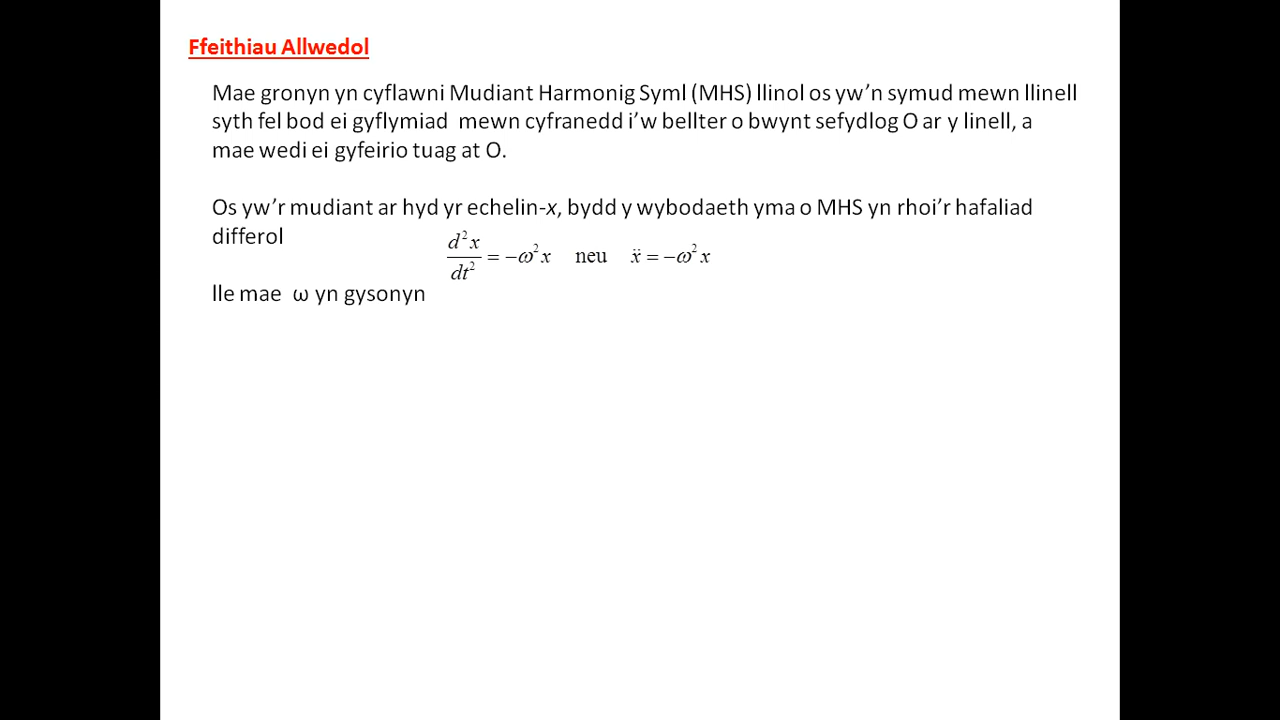 Ffeithiau Allwedol
Mae gronyn yn cyflawni Mudiant Harmonig Syml (MHS) llinol os yw’n symud mewn llinell
syth fel bod ei gyflymiad mewn cyfranedd i’w bellter o bwynt sefydlog O ar y linell, a
mae wedi ei gyfeirio tuag at O.
Os yw’r mudiant ar hyd yr echelin-x, bydd y wybodaeth yma o MHS yn rhoi’r hafaliad
differol
d²x/dt² = −ω²x neu ẍ = −ω²x
lle mae ω yn gysonyn